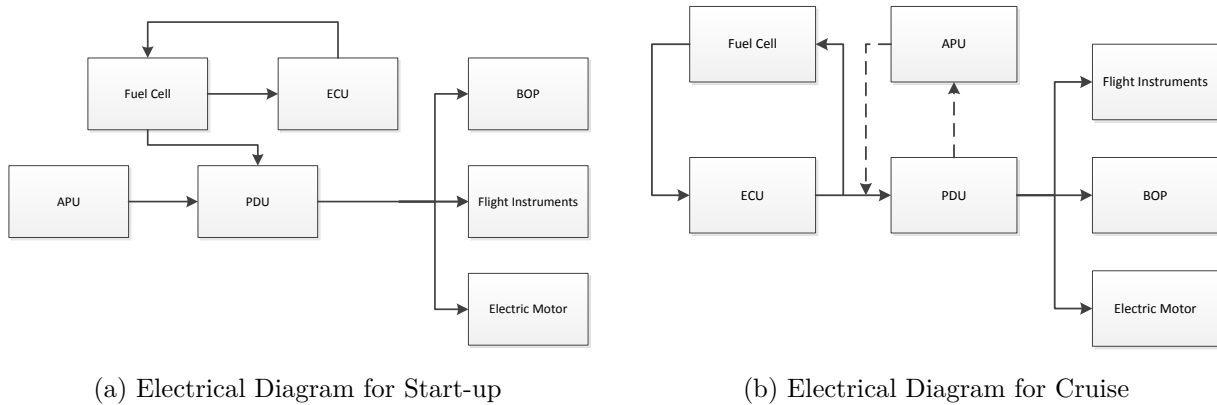 Fuel Cell
ECU
BOP
APU
PDU
Flight Instruments
Electric Motor
(a) Electrical Diagram for Start-up
Fuel Cell
APU
Flight Instruments
ECU
PDU
BOP
Electric Motor
(b) Electrical Diagram for Cruise